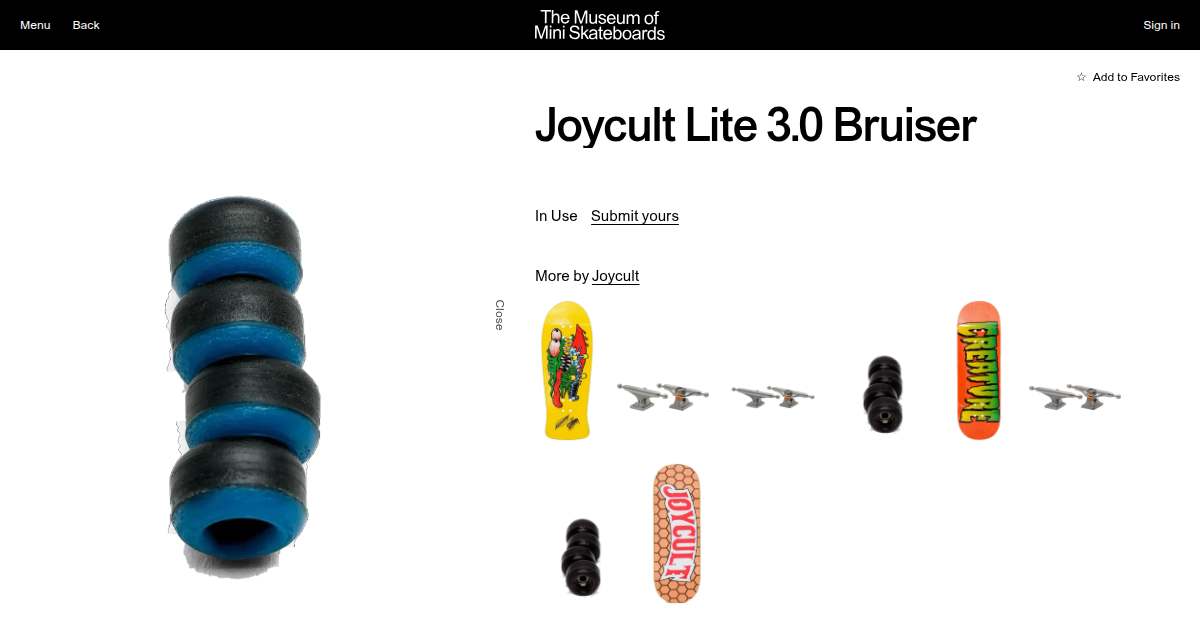 Menu
Back
The Museum of
Mini Skateboards
Sign in
☆ Add to Favorites
Joycult Lite 3.0 Bruiser
In Use Submit yours
More by Joycult
Close
CREATURE
JOYCULT